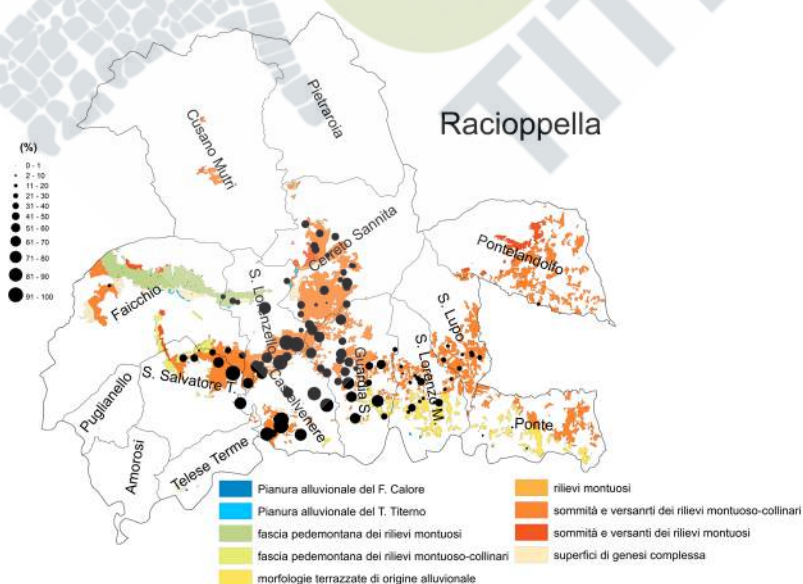 TIT
Racioppella
Pietraroia
Cusano Mutri
(%)
0 - 1
2 - 10
11 - 20
21 - 30
31 - 40
41 - 50
51 - 60
61 - 70
71 - 80
81 - 90
91 - 100
Cerreto Sannita
Pontelandolfo
Faicchio
S. Lorenzello
S. Lupo
Guardia S.
S. Lorenzo M.
S. Salvatore T.
Castelvenere
Puglianello
Ponte
Amorosi
Telese Terme
Pianura alluvionale del F. Calore
Pianura alluvionale del T. Titerno
fascia pedemontana dei rilievi montuosi
fascia pedemontana dei rilievi montuoso-collinari
morfologie terrazzate di origine alluvionale
rilievi montuosi
sommità e versanrti dei rilievi montuoso-collinari
sommità e versanti dei rilievi montuosi
superfici di genesi complessa